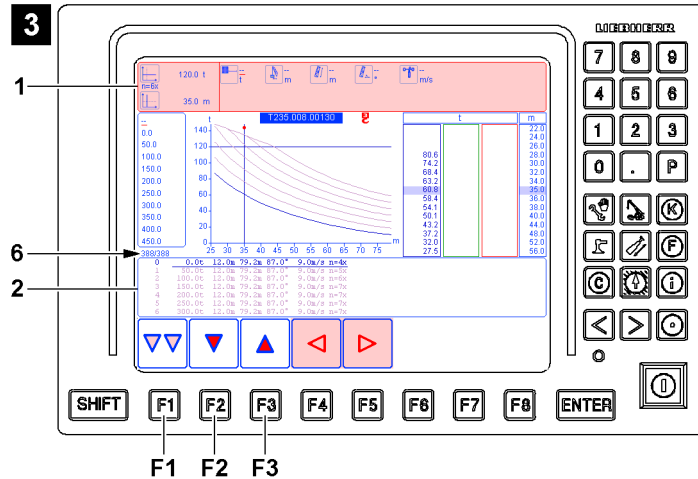 3
LIEBHERR
1
120.0 t
n=6x
35.0 m
--
t
--
m
--
m
--
°
--
m/s
T235.008.00130
t
140
120
100
80
60
40
20
0
25 30 35 40 45 50 55 60 65 70 75
m
--
0.0
50.0
100.0
150.0
200.0
250.0
300.0
350.0
400.0
450.0
t
m
22.0
24.0
26.0
80.6 28.0
74.2 30.0
68.4 32.0
63.2 34.0
60.8 35.0
58.4 36.0
54.1 38.0
50.1 40.0
43.2 44.0
37.2 48.0
32.0 52.0
27.5 56.0
6
388/388
2
0 0.0t 12.0m 79.2m 87.0° 9.0m/s n=4x
1 50.0t 12.0m 79.2m 87.0° 9.0m/s n=5x
2 100.0t 12.0m 79.2m 87.0° 9.0m/s n=6x
3 150.0t 12.0m 79.2m 87.0° 9.0m/s n=7x
4 200.0t 12.0m 79.2m 87.0° 9.0m/s n=7x
5 250.0t 12.0m 79.2m 87.0° 9.0m/s n=7x
6 300.0t 12.0m 79.2m 87.0° 9.0m/s n=7x
7 8 9
4 5 6
1 2 3
0 . P
K
F
C i
< >
SHIFT F1 F2 F3 F4 F5 F6 F7 F8 ENTER
F1 F2 F3